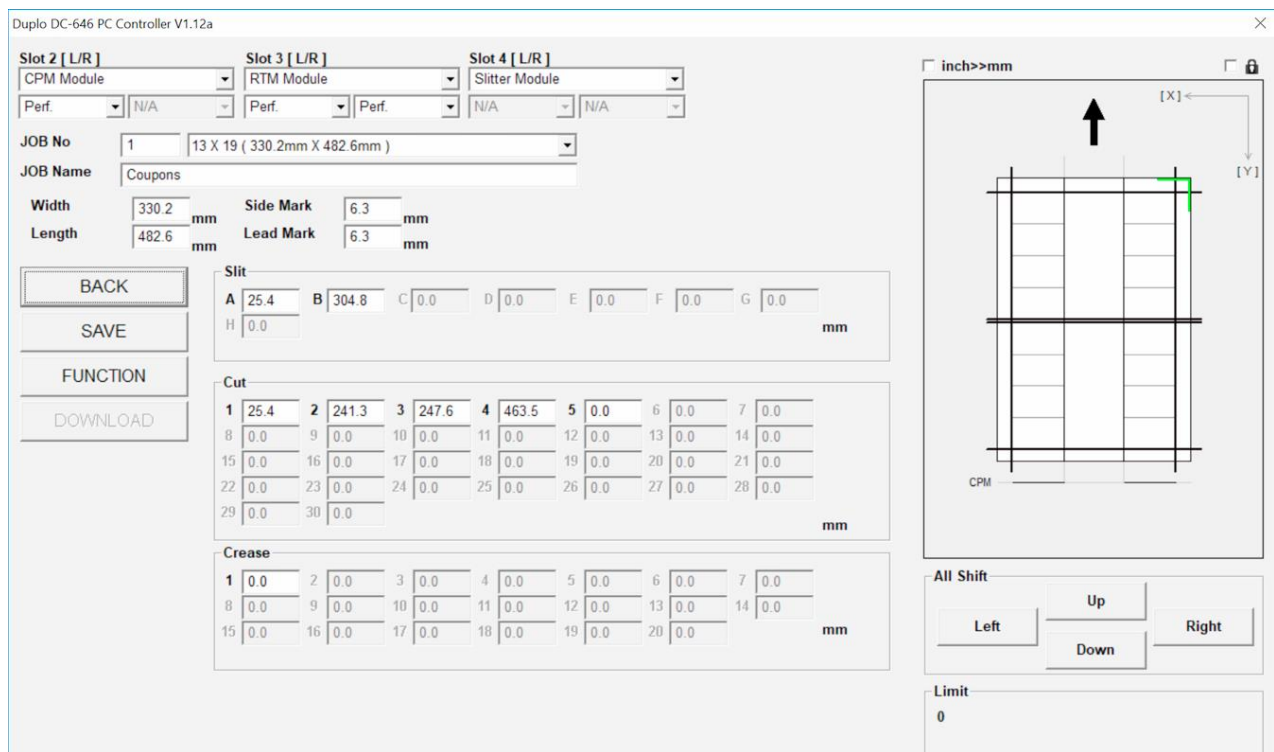 Duplo DC-646 PC Controller V1.12a
Slot 2 [ L/R ] Slot 3 [ L/R ] Slot 4 [ L/R ]
CPM Module RTM Module Slitter Module
Perf. N/A Perf. Perf. N/A N/A
JOB No 1 13 X 19 ( 330.2mm X 482.6mm )
JOB Name Coupons
Width 330.2 mm Side Mark 6.3 mm
Length 482.6 mm Lead Mark 6.3 mm
BACK
SAVE
FUNCTION
DOWNLOAD
Slit
A 25.4 B 304.8 C 0.0 D 0.0 E 0.0 F 0.0 G 0.0
H 0.0 mm
Cut
1 25.4 2 241.3 3 247.6 4 463.5 5 0.0 6 0.0 7 0.0
8 0.0 9 0.0 10 0.0 11 0.0 12 0.0 13 0.0 14 0.0
15 0.0 16 0.0 17 0.0 18 0.0 19 0.0 20 0.0 21 0.0
22 0.0 23 0.0 24 0.0 25 0.0 26 0.0 27 0.0 28 0.0
29 0.0 30 0.0
mm
Crease
1 0.0 2 0.0 3 0.0 4 0.0 5 0.0 6 0.0 7 0.0
8 0.0 9 0.0 10 0.0 11 0.0 12 0.0 13 0.0 14 0.0
15 0.0 16 0.0 17 0.0 18 0.0 19 0.0 20 0.0 mm
inch>>mm
[X]
[Y]
CPM
All Shift
Up
Left Right
Down
Limit
0